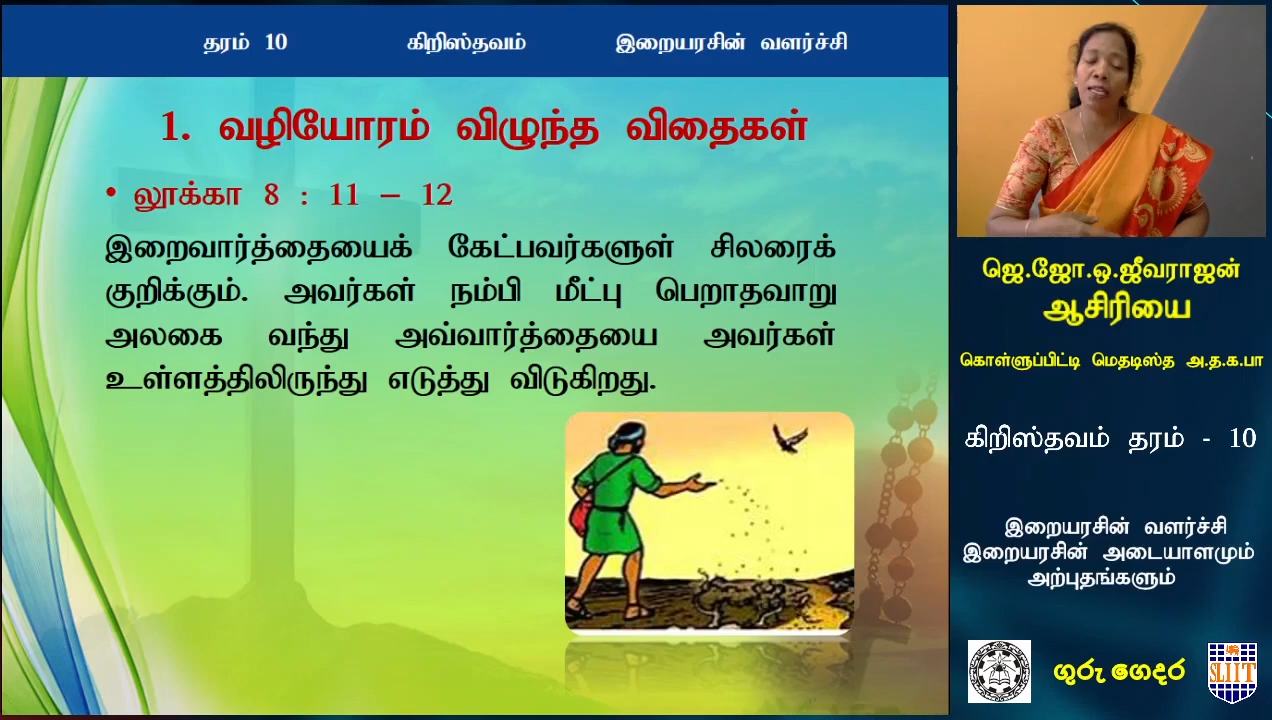 தரம் 10 கிறிஸ்தவம் இறையரசின் வளர்ச்சி
1. வழியோரம் விழுந்த விதைகள்
• லூக்கா 8 : 11 – 12
இறைவார்த்தையைக் கேட்பவர்களுள் சிலரைக்
குறிக்கும். அவர்கள் நம்பி மீட்பு பெறாதவாறு
அலகை வந்து அவ்வார்த்தையை அவர்கள்
உள்ளத்திலிருந்து எடுத்து விடுகிறது.
ஜெ.ஜோ.ஒ.ஜீவராஜன்
ஆசிரியை
கொள்ளுப்பிட்டி மெதடிஸ்த அ.த.க.பா
கிறிஸ்தவம் தரம் - 10
இறையரசின் வளர்ச்சி
இறையரசின் அடையாளமும்
அற்புதங்களும்
ගුරු ගෙදර
SLIIT